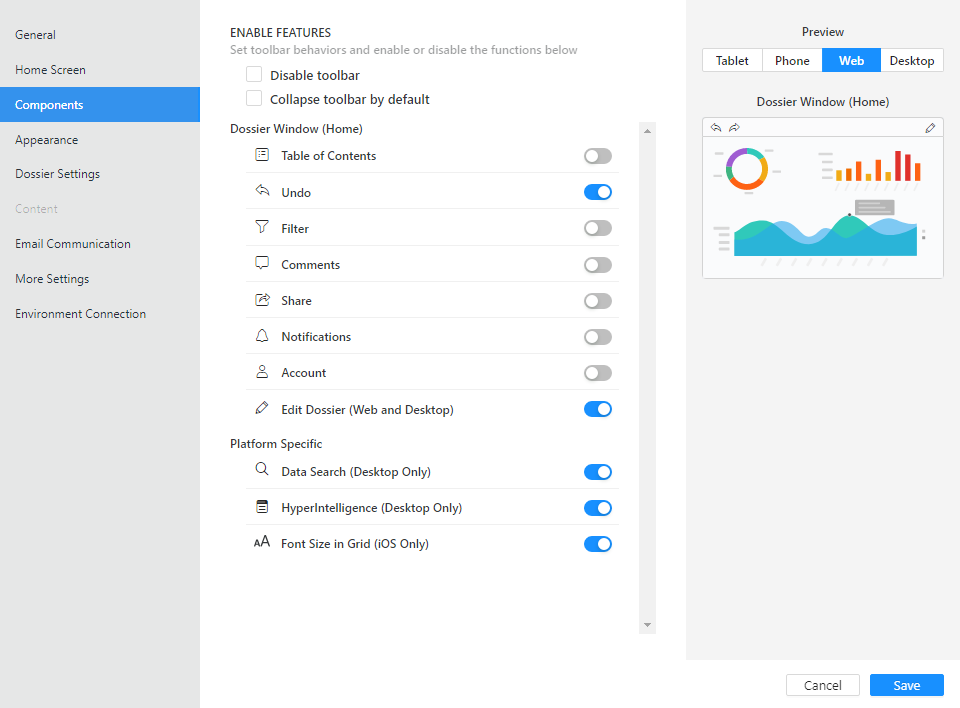 General
Home Screen
Components
Appearance
Dossier Settings
Content
Email Communication
More Settings
Environment Connection
ENABLE FEATURES
Set toolbar behaviors and enable or disable the functions below
Disable toolbar
Collapse toolbar by default
Dossier Window (Home)
Table of Contents
Undo
Filter
Comments
Share
Notifications
Account
Edit Dossier (Web and Desktop)
Platform Specific
Data Search (Desktop Only)
HyperIntelligence (Desktop Only)
AA Font Size in Grid (iOS Only)
Preview
Tablet Phone Web Desktop
Dossier Window (Home)
Cancel Save